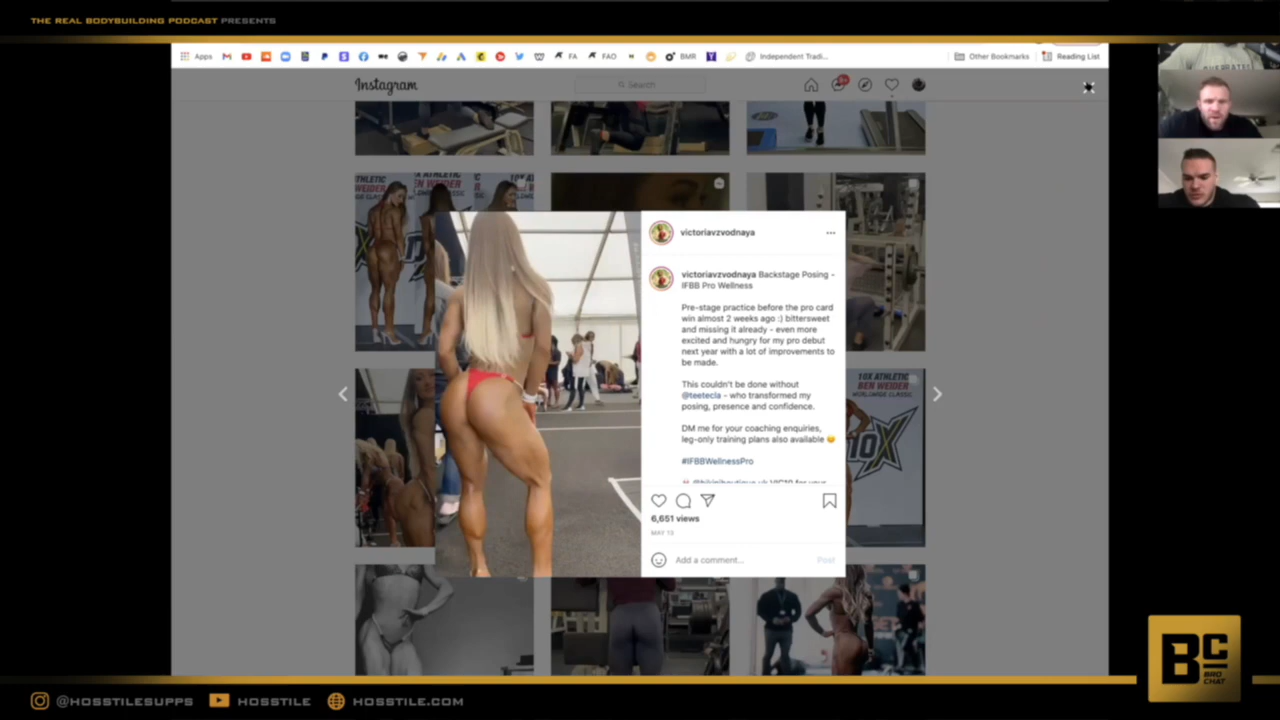 THE REAL BODYBUILDING PODCAST PRESENTS
Apps
FA
FAO
BMR
Independent Tradi...
Other Bookmarks
Reading List
Instagram
Search
victoriavzvodnaya
victoriavzvodnaya Backstage Posing -
IFBB Pro Wellness
Pre-stage practice before the pro card
win almost 2 weeks ago :) bittersweet
and missing it already - even more
excited and hungry for my pro debut
next year with a lot of improvements to
be made.
This couldn't be done without
@teetecia - who transformed my
posing, presence and confidence.
DM me for your coaching enquiries,
leg-only training plans also available 😊
#IFBBWellnessPro
6,651 views
MAY 13
Add a comment...
Post
10X ATHLETIC
BEN WEIDER
WORLDWIDE CLASSIC
10X
BC
BRO
CHAT
@HOSSTILESUPPS
HOSSTILE
HOSSTILE.COM